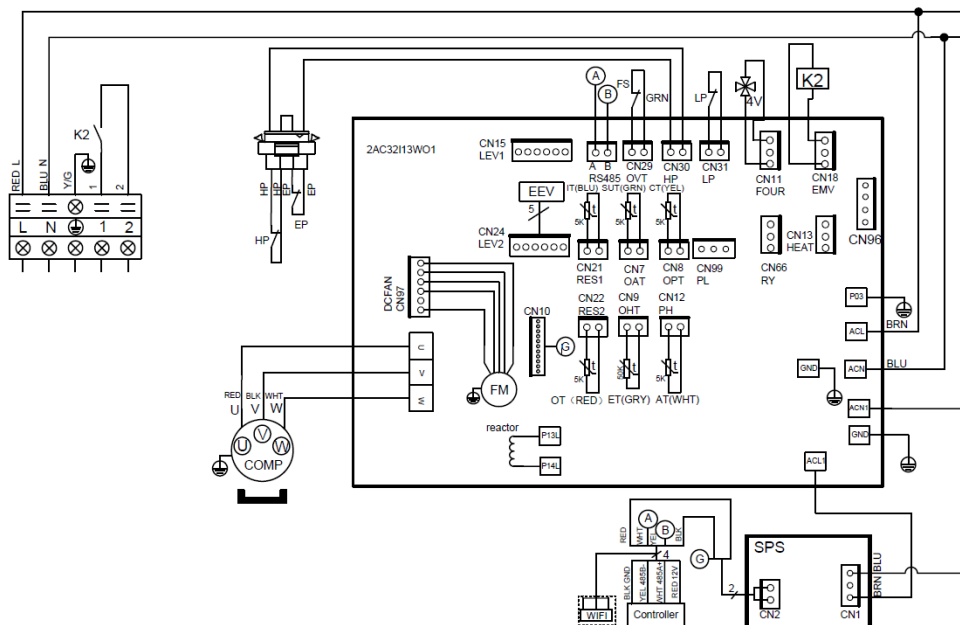 K2
RED L
BLU N
Y/G
1
2
L
N
1
2
HP
HP
EP
EP
HP
EP
2AC32I13WO1
CN15
LEV1
A
B
FS
GRN
LP
4V
K2
A B
RS485
CN29
OVT
CN30
HP
CN31
LP
CN11
FOUR
CN18
EMV
IT(BLU)
SUT(GRN)
CT(YEL)
EEV
5
CN24
LEV2
t
5K
t
5K
t
5K
CN21
RES1
CN7
OAT
CN8
OPT
CN99
PL
CN66
RY
CN13
HEAT
CN96
DCFAN
CN97
CN10
G
CN22
RES2
CN9
OHT
CN12
PH
t
5K
t
50K
t
5K
OT（RED）
ET(GRY)
AT(WHT)
P03
ACL
BRN
ACN
BLU
GND
ACN1
GND
ACL1
U
V
W
FM
RED
BLK
WHT
U
V
W
U
V
W
COMP
reactor
P13L
P14L
RED
WHT
YEL
BLK
A
B
4
G
BLK GND
YEL 485B-
WHT 485A+
RED 12V
WIFI
Controller
2
SPS
CN2
CN1
BRN BLU